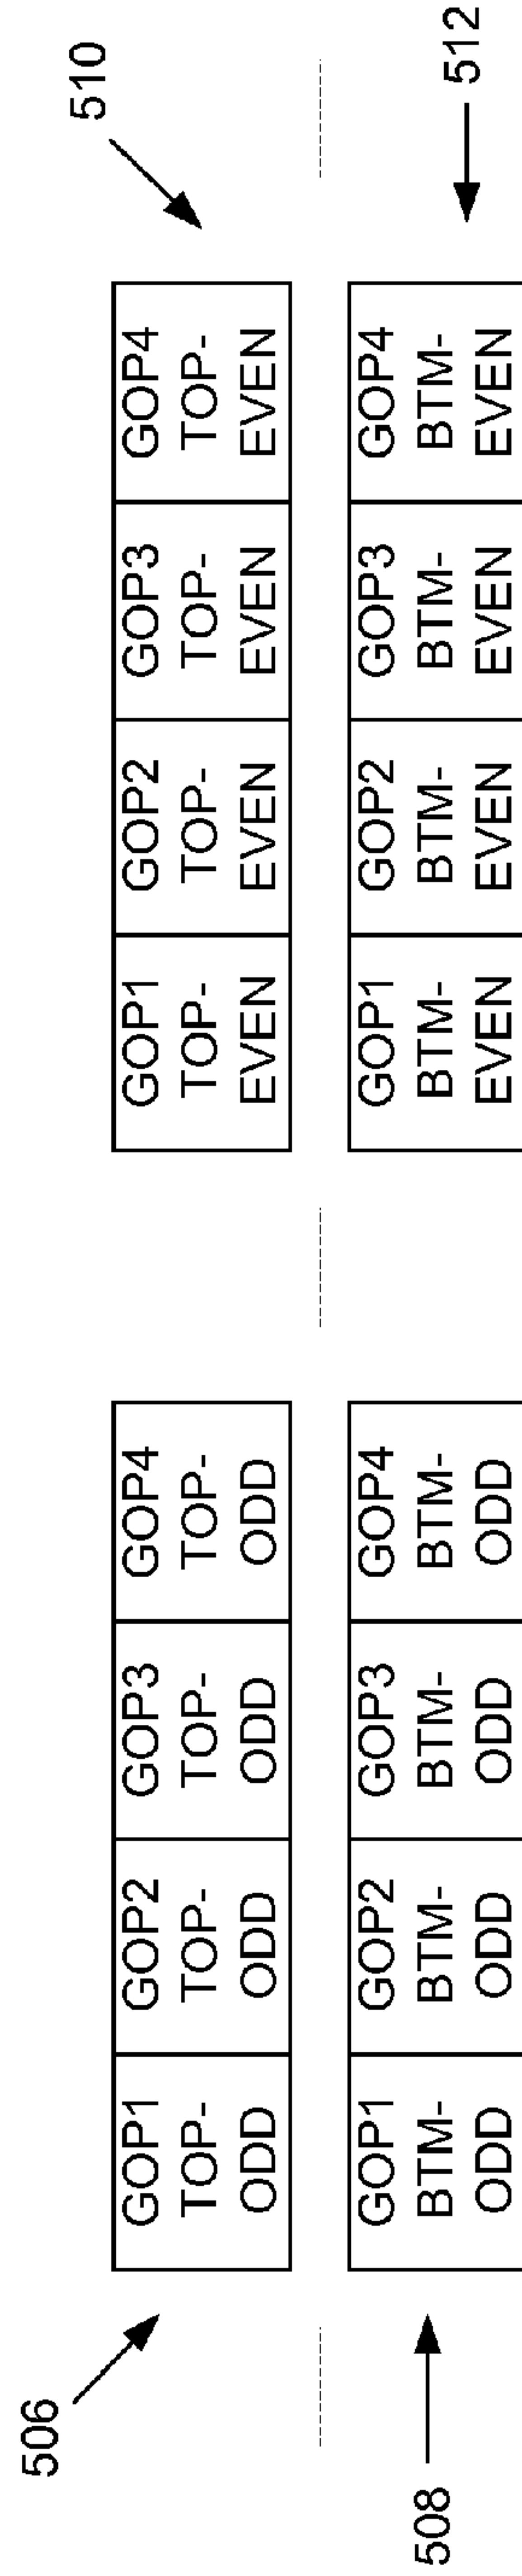 506
GOP1
TOP-
ODD
GOP2
TOP-
ODD
GOP3
TOP-
ODD
GOP4
TOP-
ODD
508
GOP1
BTM-
ODD
GOP2
BTM-
ODD
GOP3
BTM-
ODD
GOP4
BTM-
ODD
510
GOP1
TOP-
EVEN
GOP2
TOP-
EVEN
GOP3
TOP-
EVEN
GOP4
TOP-
EVEN
512
GOP1
BTM-
EVEN
GOP2
BTM-
EVEN
GOP3
BTM-
EVEN
GOP4
BTM-
EVEN